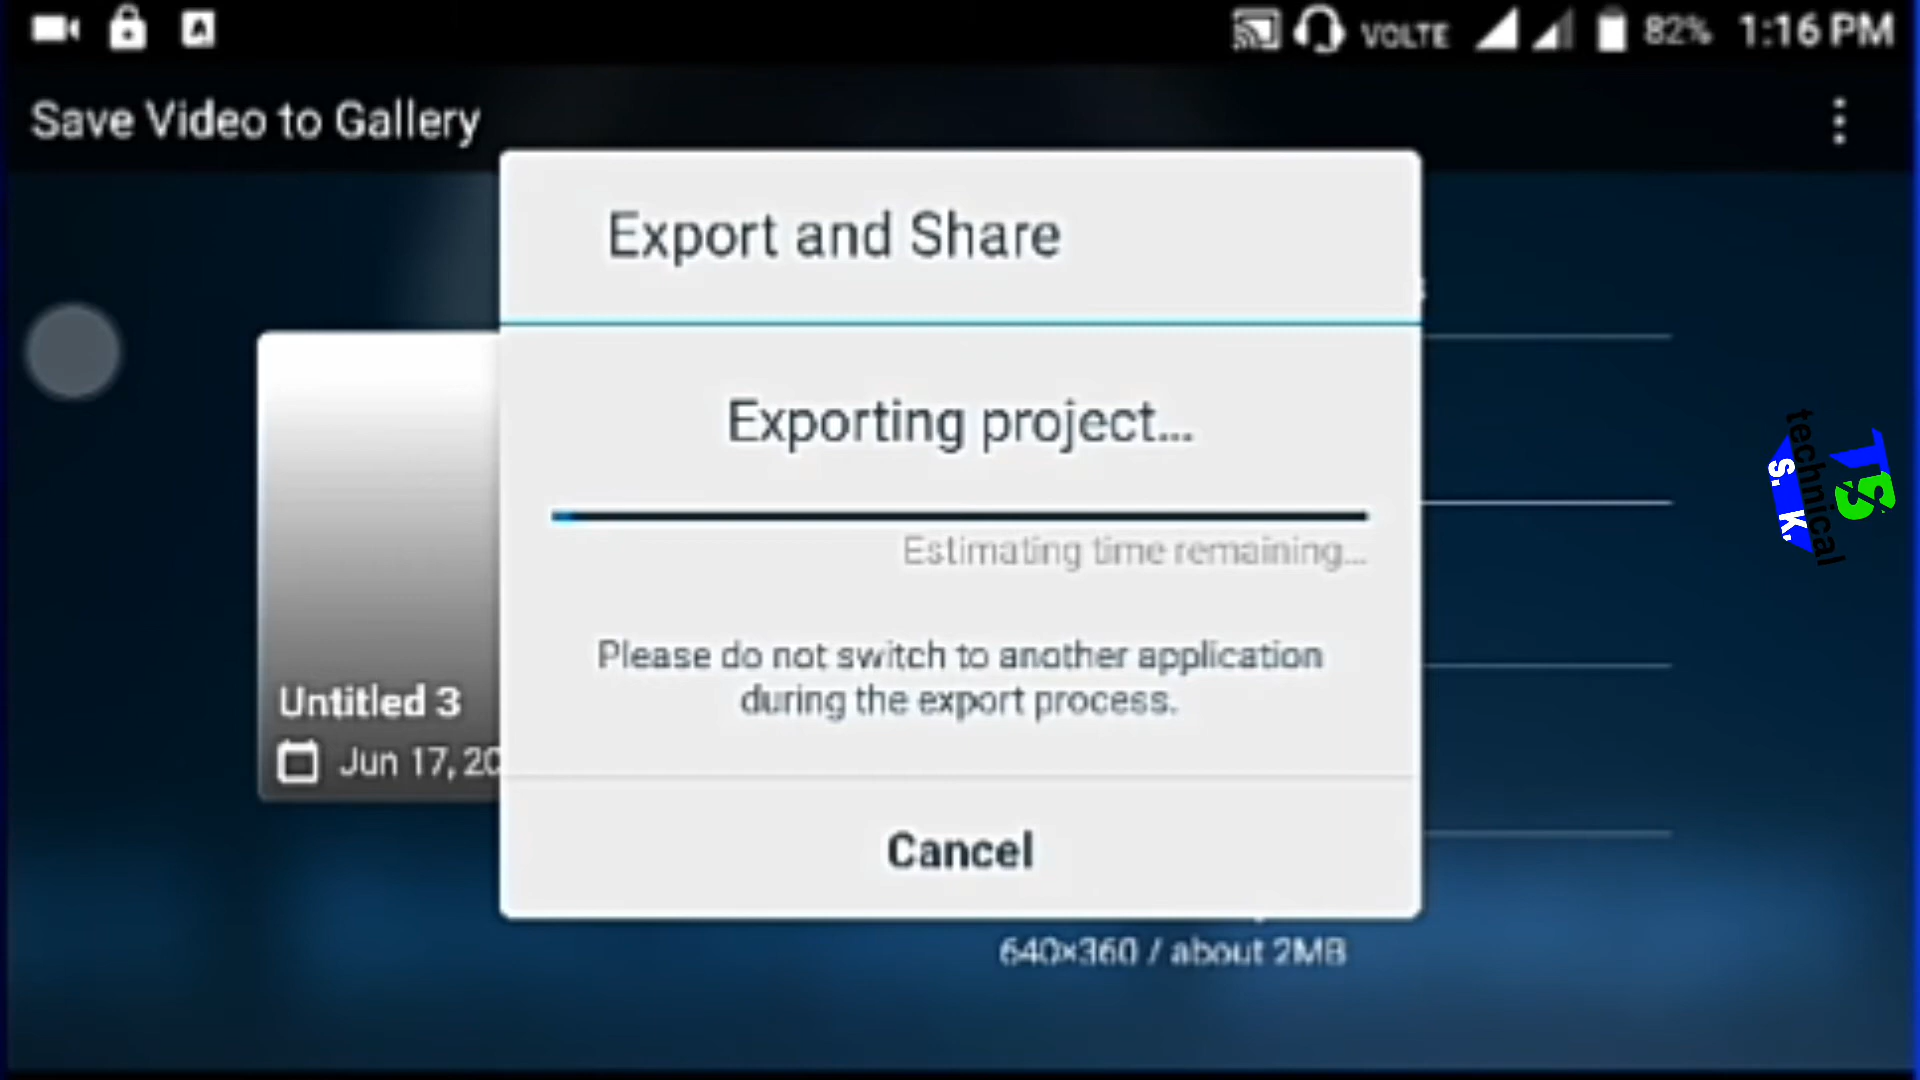 VOLTE 82% 1:16 PM
Save Video to Gallery
Export and Share
Exporting project...
Estimating time remaining...
Please do not switch to another application
during the export process.
Untitled 3
Jun 17, 20
Cancel
640×360 / about 2MB
TS
technical
S. K.